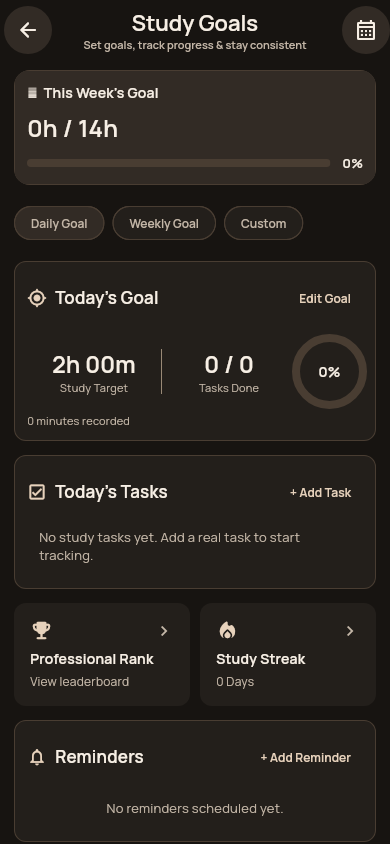 Study Goals
Set goals, track progress & stay consistent
This Week's Goal
0h / 14h
0%
Daily Goal
Weekly Goal
Custom
Today's Goal
Edit Goal
2h 00m
0 / 0
0%
Study Target
Tasks Done
0 minutes recorded
Today's Tasks
+ Add Task
No study tasks yet. Add a real task to start
tracking.
Professional Rank
Study Streak
View leaderboard
0 Days
Reminders
+ Add Reminder
No reminders scheduled yet.